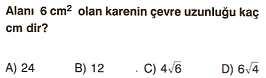 Alanı 6 cm² olan karenin çevre uzunluğu kaç
cm dir?
A) 24 B) 12 C) 4√6 D) 6√4